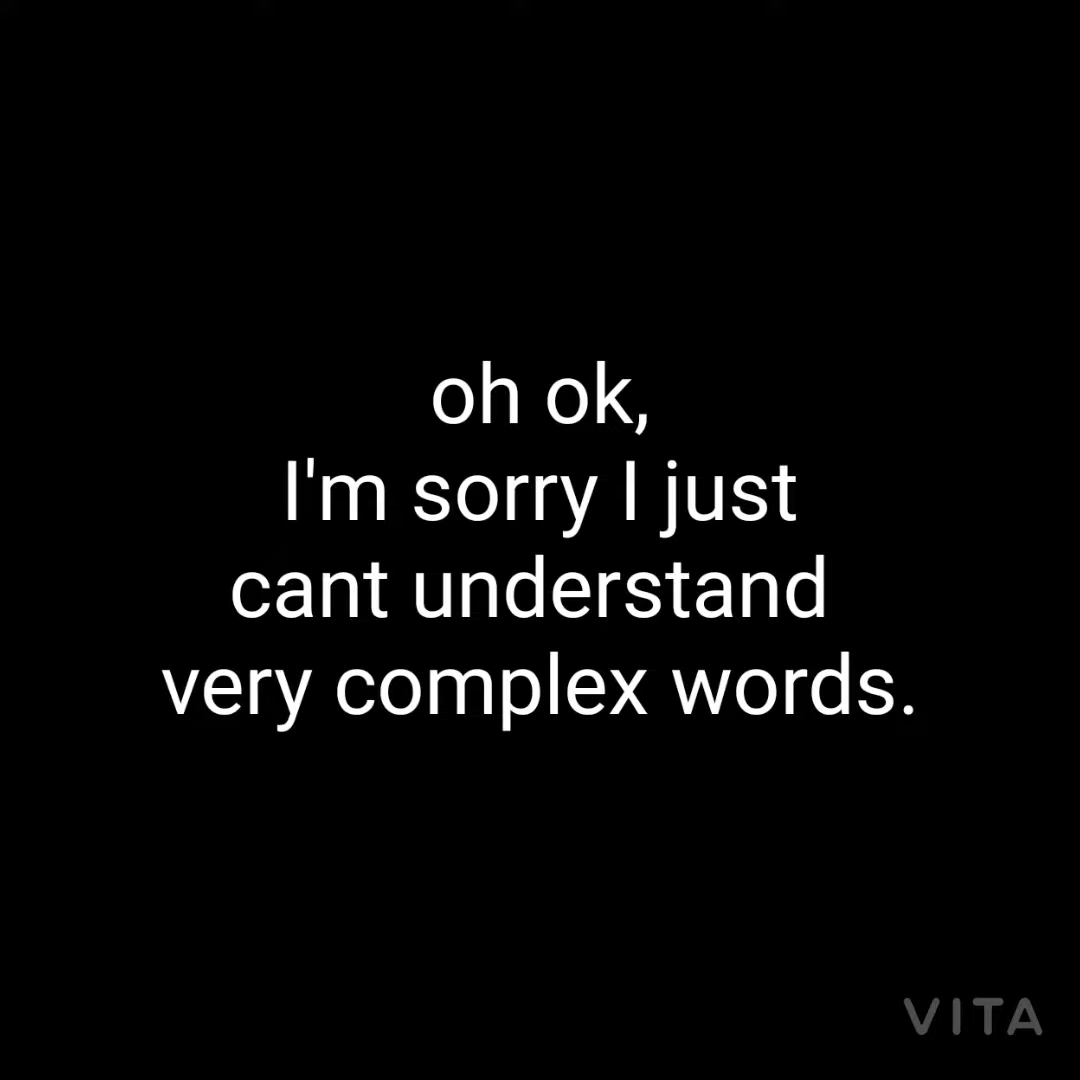 oh ok,
I'm sorry I just
cant understand
very complex words.
VITA